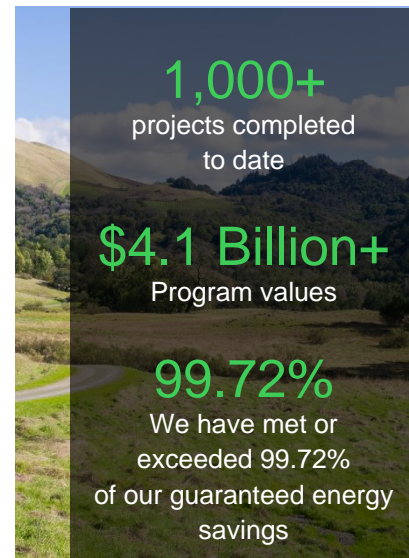 1,000+
projects completed
to date
$4.1 Billion+
Program values
99.72%
We have met or
exceeded 99.72%
of our guaranteed energy
savings